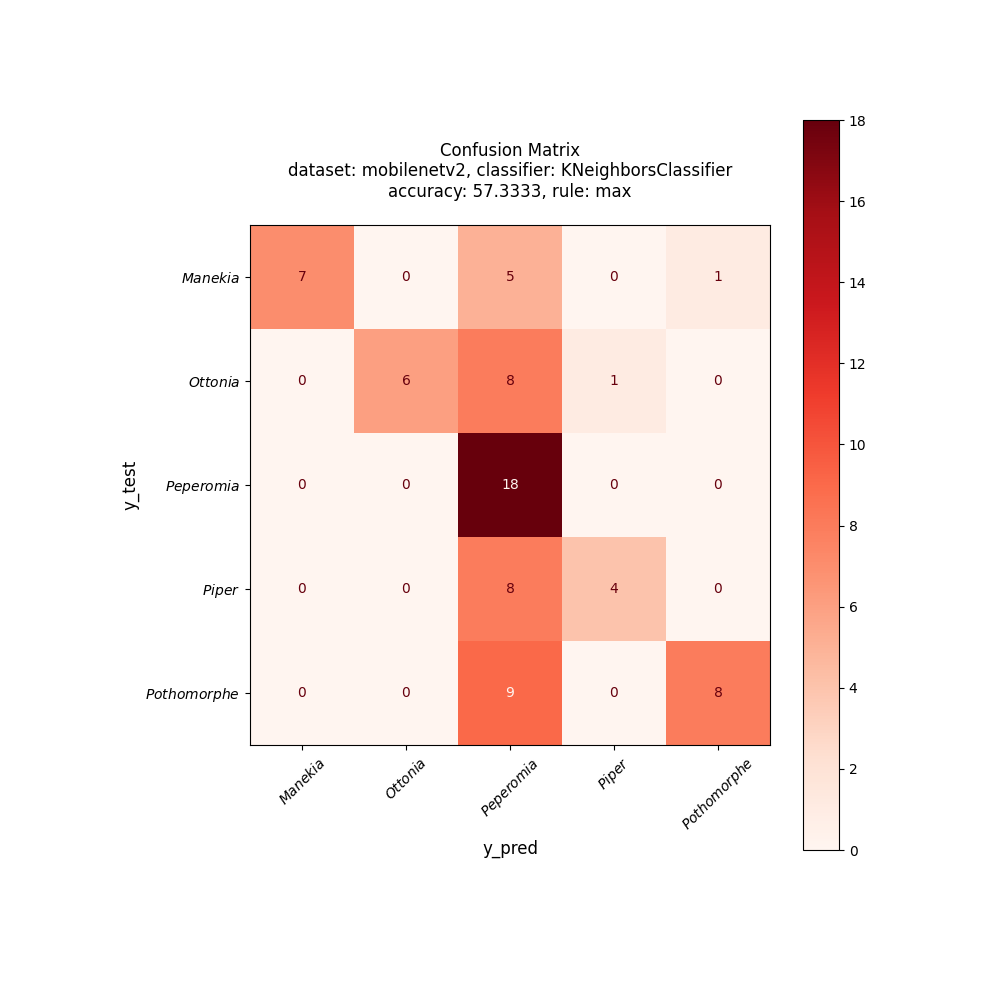 Confusion Matrix
dataset: mobilenetv2, classifier: KNeighborsClassifier
accuracy: 57.3333, rule: max
18
16
14
12
10
8
6
4
2
0
y_test
Manekia 7 0 5 0 1
Ottonia 0 6 8 1 0
Peperomia 0 0 18 0 0
Piper 0 0 8 4 0
Pothomorphe 0 0 9 0 8
Manekia Ottonia Peperomia Piper Pothomorphe
y_pred